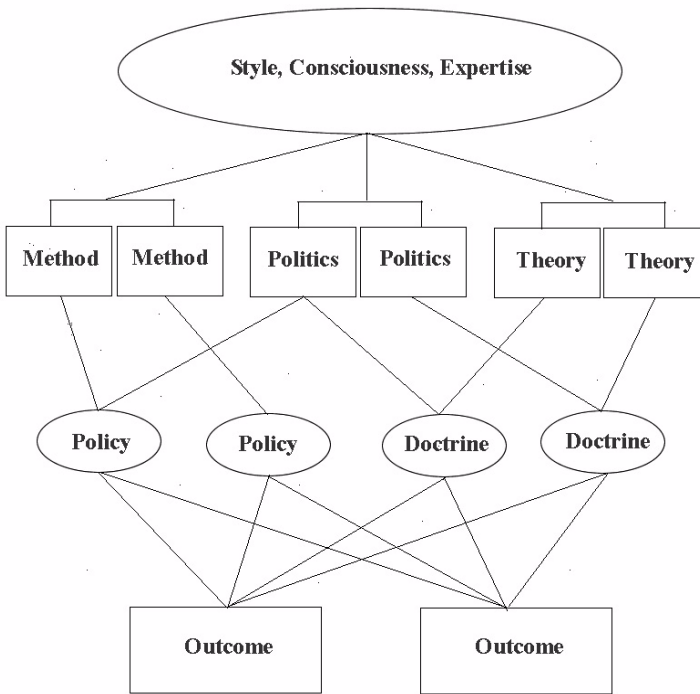 Style, Consciousness, Expertise
Method
Method
Politics
Politics
Theory
Theory
Policy
Policy
Doctrine
Doctrine
Outcome
Outcome